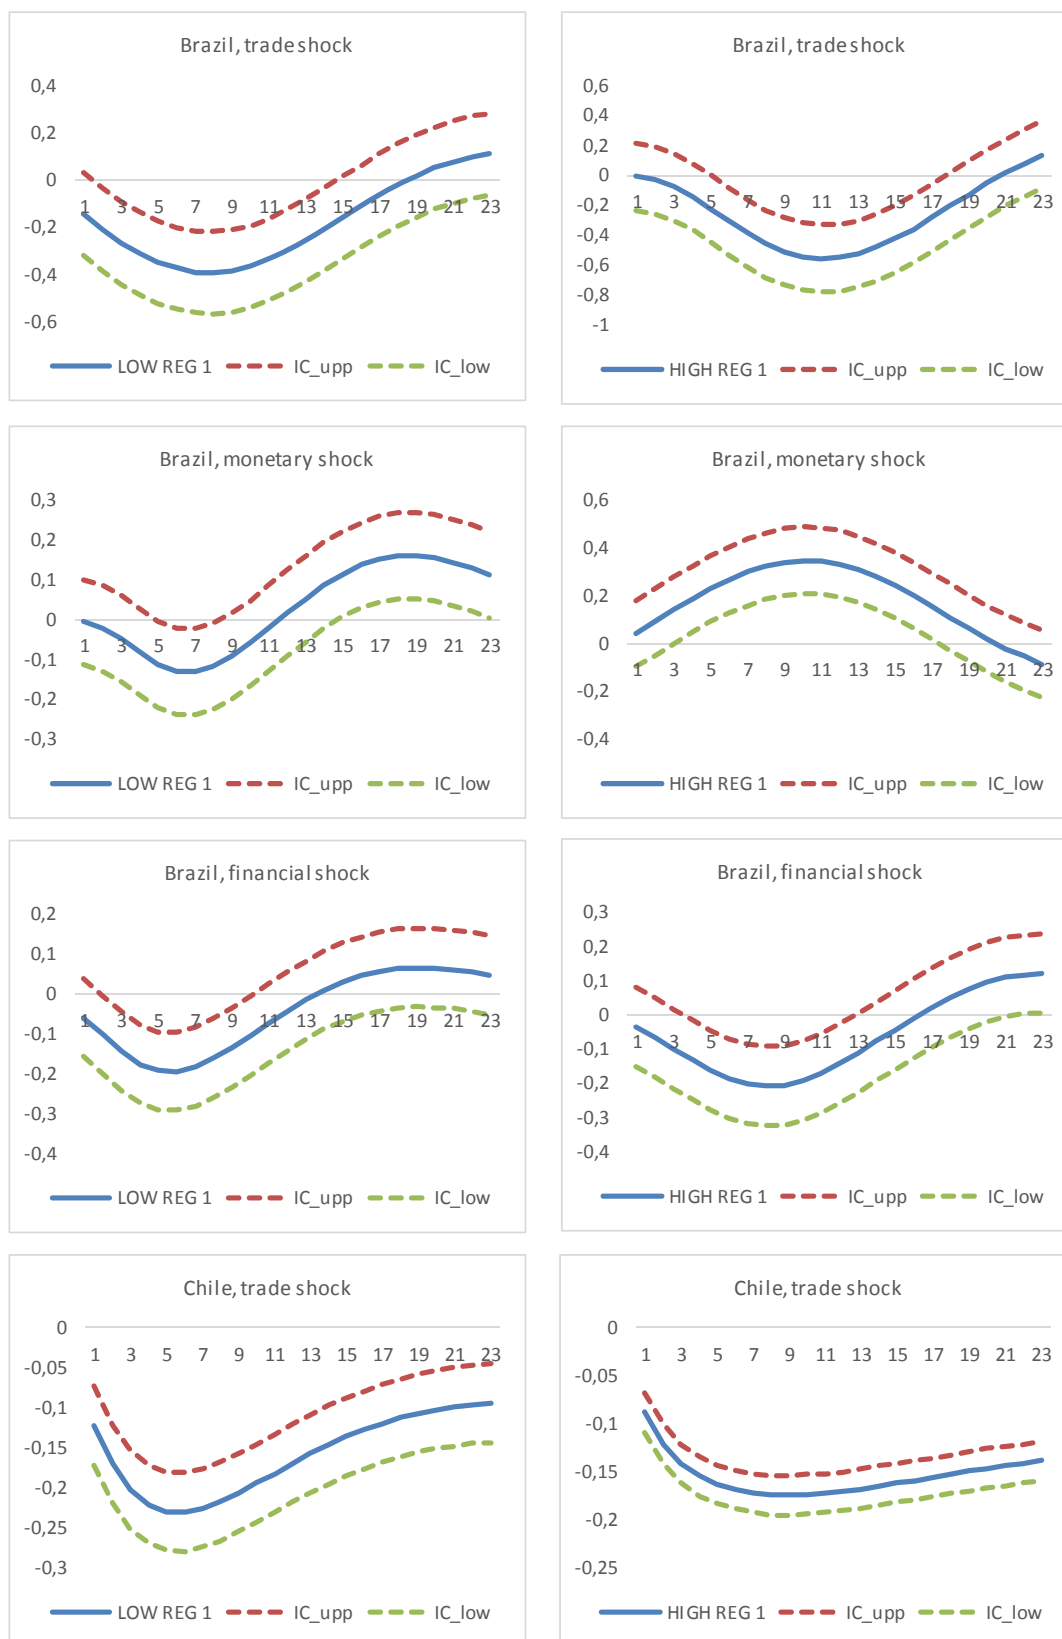 Brazil, trade shock
0,4
0,2
0
-0,2
-0,4
-0,6
1 3 5 7 9 11 13 15 17 19 21 23
LOW REG 1 IC_upp IC_low
Brazil, trade shock
0,6
0,4
0,2
0
-0,2
-0,4
-0,6
-0,8
-1
1 3 5 7 9 11 13 15 17 19 21 23
HIGH REG 1 IC_upp IC_low
Brazil, monetary shock
0,3
0,2
0,1
0
-0,1
-0,2
-0,3
1 3 5 7 9 11 13 15 17 19 21 23
LOW REG 1 IC_upp IC_low
Brazil, monetary shock
0,6
0,4
0,2
0
-0,2
-0,4
1 3 5 7 9 11 13 15 17 19 21 23
HIGH REG 1 IC_upp IC_low
Brazil, financial shock
0,2
0,1
0
-0,1
-0,2
-0,3
-0,4
1 3 5 7 9 11 13 15 17 19 21 23
LOW REG 1 IC_upp IC_low
Brazil, financial shock
0,3
0,2
0,1
0
-0,1
-0,2
-0,3
-0,4
1 3 5 7 9 11 13 15 17 19 21 23
HIGH REG 1 IC_upp IC_low
Chile, trade shock
0
-0,05
-0,1
-0,15
-0,2
-0,25
-0,3
1 3 5 7 9 11 13 15 17 19 21 23
LOW REG 1 IC_upp IC_low
Chile, trade shock
0
-0,05
-0,1
-0,15
-0,2
-0,25
1 3 5 7 9 11 13 15 17 19 21 23
HIGH REG 1 IC_upp IC_low